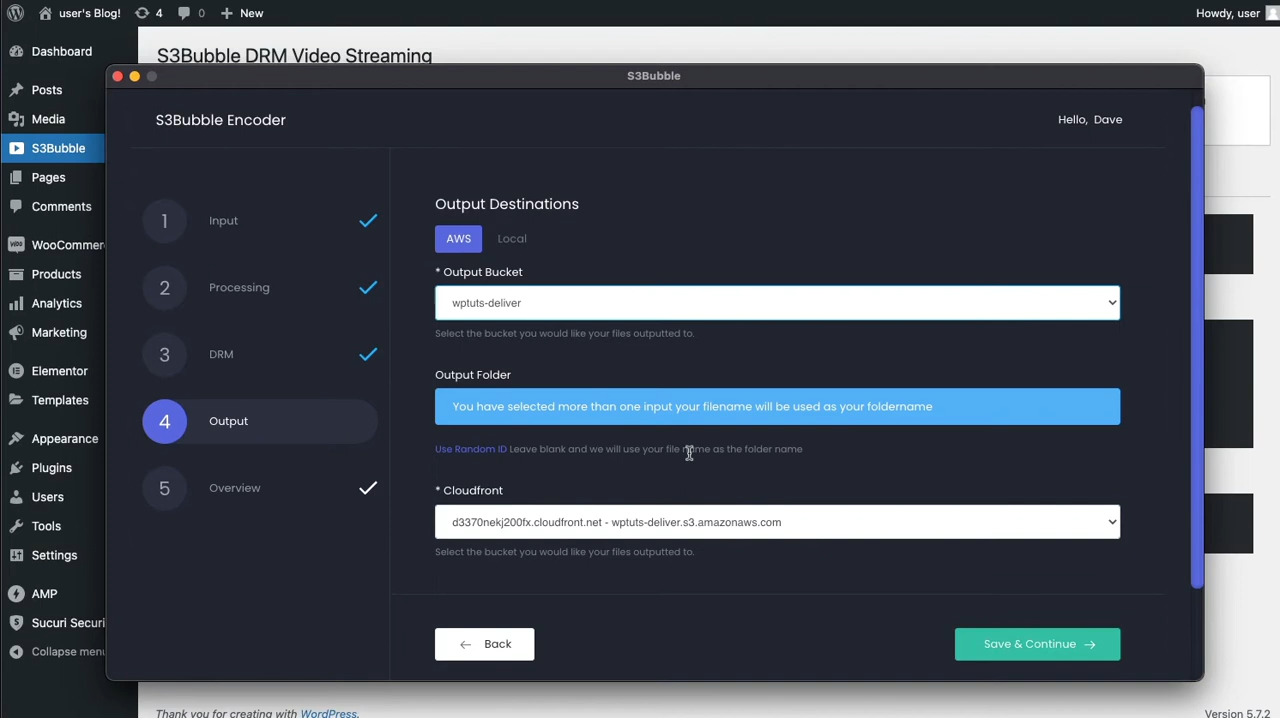 user's Blog!
4
0
New
Howdy, user
Dashboard
Posts
Media
S3Bubble
Pages
Comments
WooCommer
Products
Analytics
Marketing
Elementor
Templates
Appearance
Plugins
Users
Tools
Settings
AMP
Sucuri Securi
Collapse menu
S3Bubble DRM Video Streaming
S3Bubble
S3Bubble Encoder
Hello, Dave
1 Input
2 Processing
3 DRM
4 Output
5 Overview
Output Destinations
AWS Local
* Output Bucket
wptuts-deliver
Select the bucket you would like your files outputted to.
Output Folder
You have selected more than one input your filename will be used as your foldername
Use Random ID Leave blank and we will use your file name as the folder name
* Cloudfront
d3370nekj200fx.cloudfront.net - wptuts-deliver.s3.amazonaws.com
Select the bucket you would like your files outputted to.
Back
Save & Continue
Thank you for creating with WordPress.
Version 5.7.2